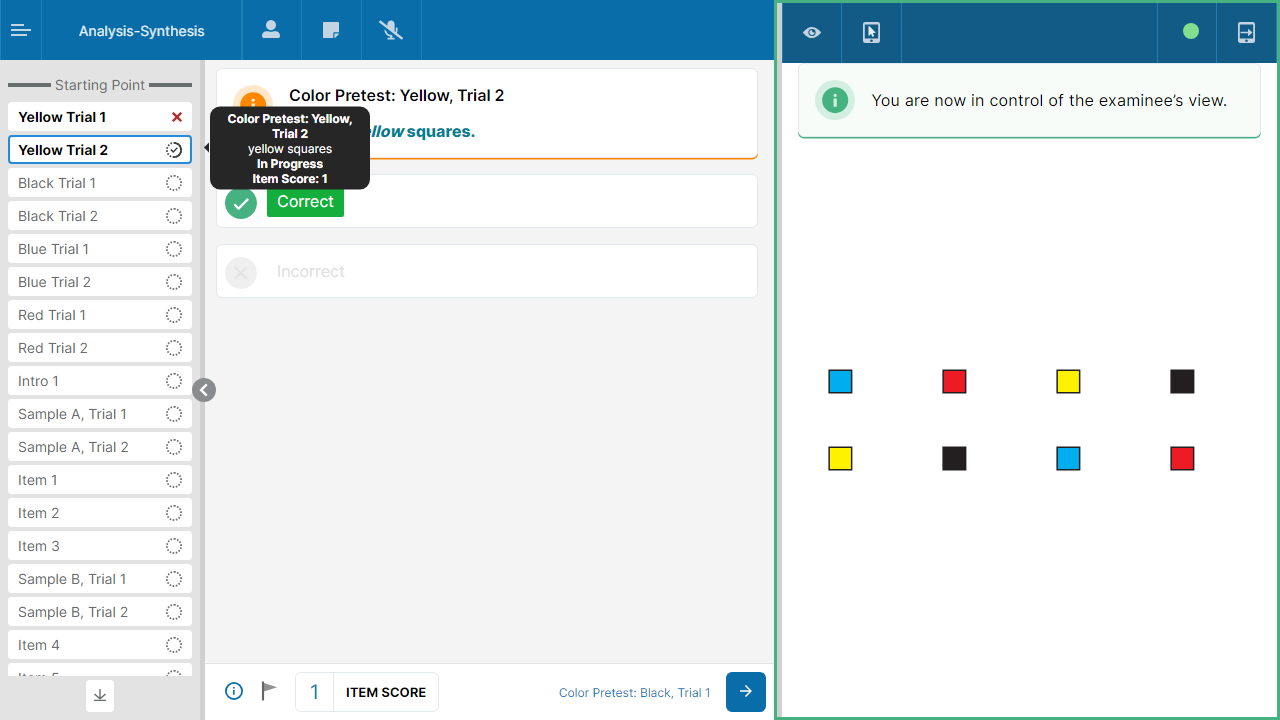 Analysis-Synthesis
Starting Point
Yellow Trial 1
Yellow Trial 2
Black Trial 1
Black Trial 2
Blue Trial 1
Blue Trial 2
Red Trial 1
Red Trial 2
Intro 1
Sample A, Trial 1
Sample A, Trial 2
Item 1
Item 2
Item 3
Sample B, Trial 1
Sample B, Trial 2
Item 4
Item 5
Color Pretest: Yellow, Trial 2
squares.
Color Pretest: Yellow,
Trial 2
yellow squares
In Progress
Item Score: 1
Correct
Incorrect
1 ITEM SCORE
Color Pretest: Black, Trial 1
You are now in control of the examinee's view.